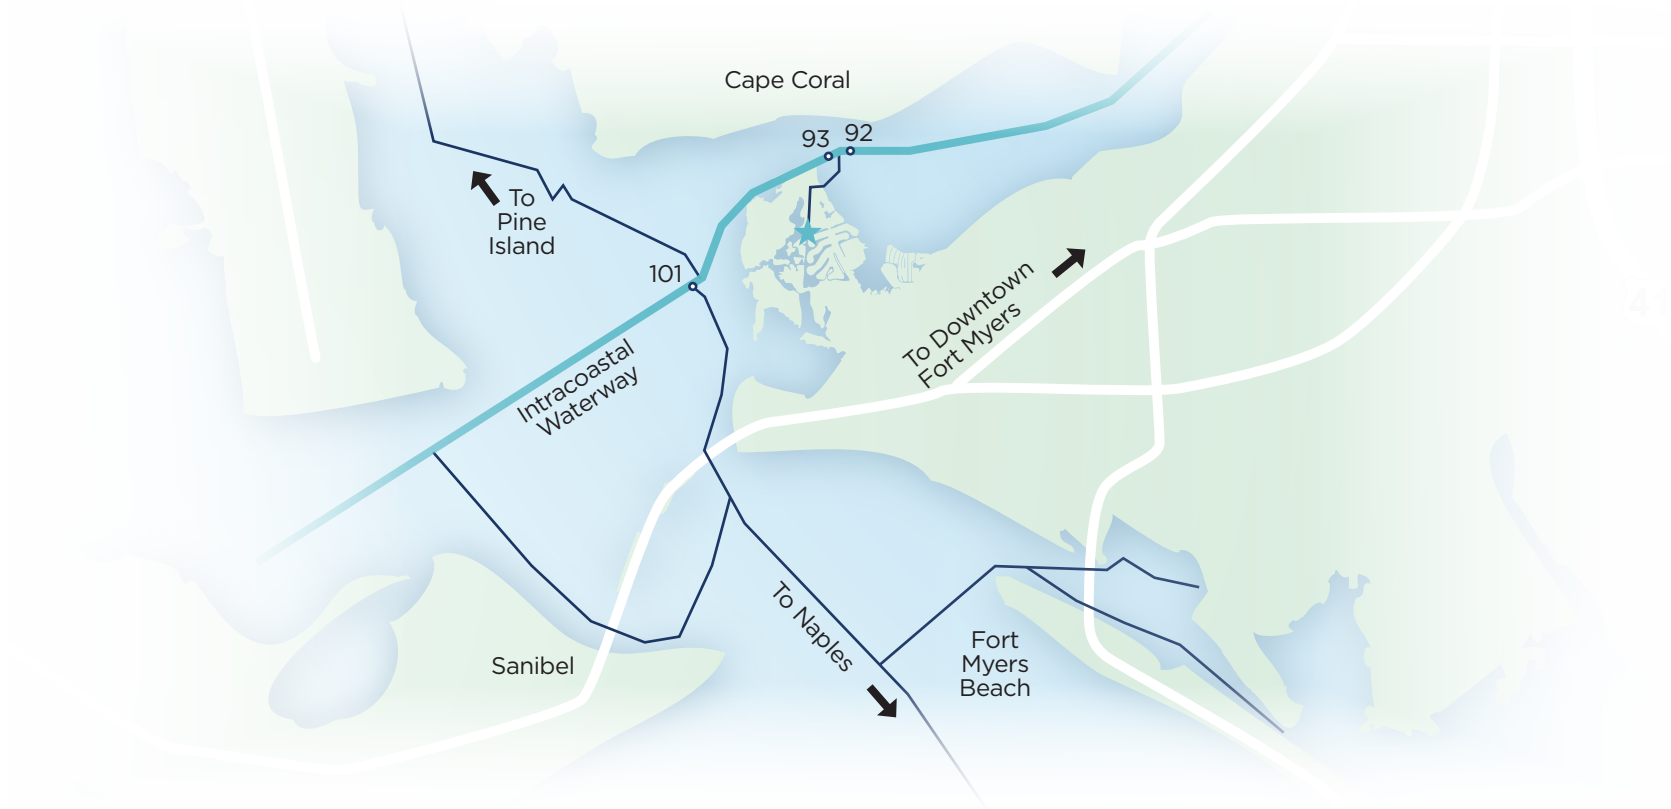 Cape Coral
93
92
To
Pine
Island
101
To Downtown
Fort Myers
Intracoastal
Waterway
41
To Naples
Sanibel
Fort
Myers
Beach